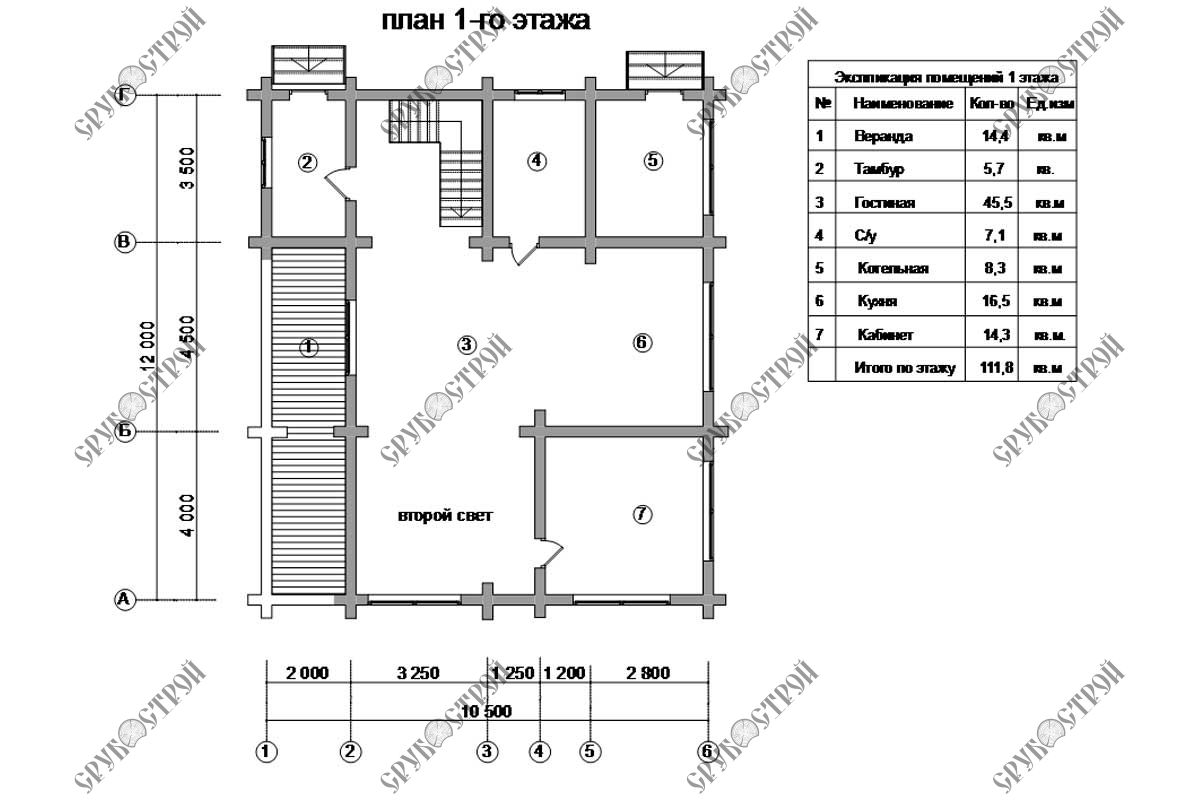 план 1-го этажа
Экспликация помещений 1 этажа
№ Наименование Кол-во Ед.изм
1 Веранда 14,4 кв.м
2 Тамбур 5,7 кв.
3 Гостиная 45,5 кв.м
4 С/у 7,1 кв.м
5 Котельная 8,3 кв.м
6 Кухня 16,5 кв.м
7 Кабинет 14,3 кв.м.
Итого по этажу 111,8 кв.м
Г
В
Б
А
3 500
4 500
4 000
12 000
2
4
5
1
3
6
7
второй свет
2 000 3 250 1 250 1 200 2 800
10 500
1 2 3 4 5 6